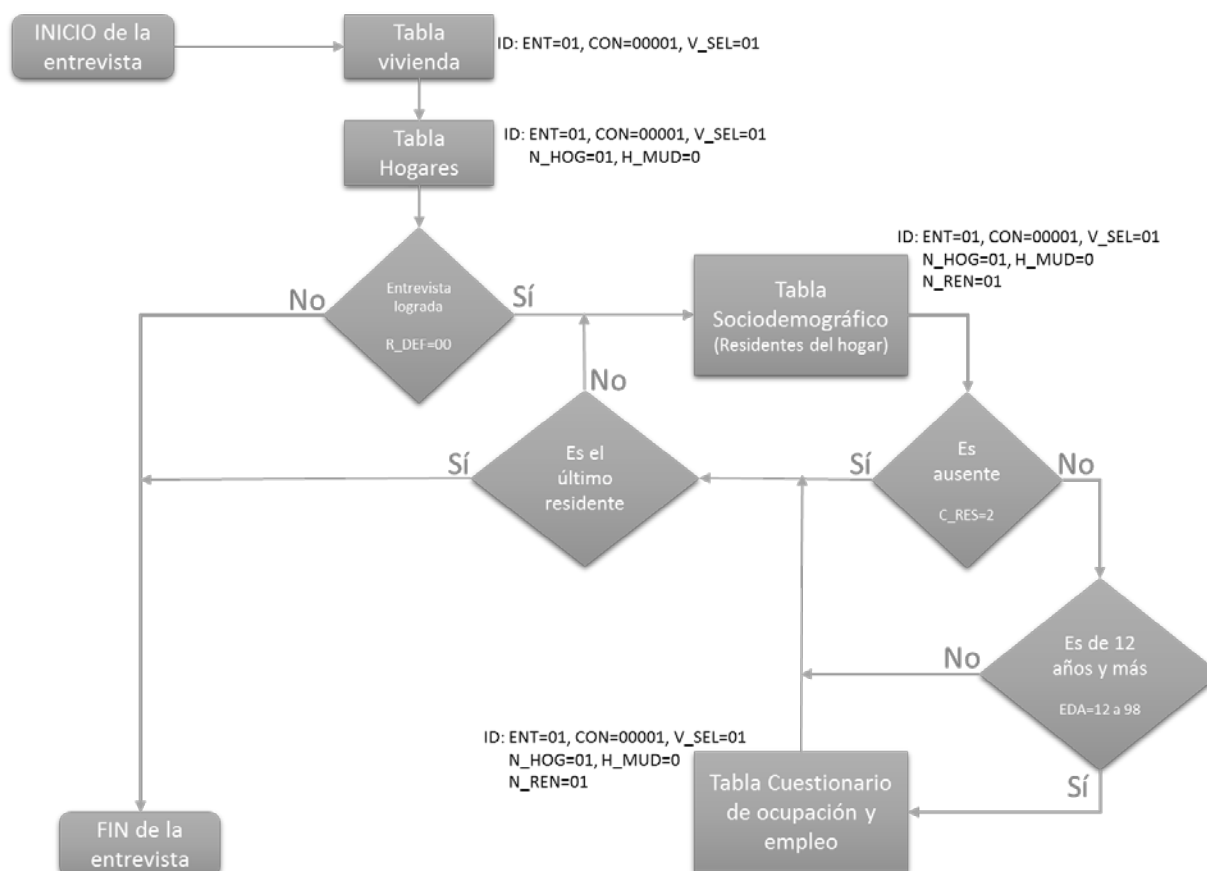 INICIO de la
entrevista
Tabla
vivienda
ID: ENT=01, CON=00001, V_SEL=01
Tabla
Hogares
ID: ENT=01, CON=00001, V_SEL=01
N_HOG=01, H_MUD=0
Entrevista
lograda
R_DEF=00
No
Sí
Tabla
Sociodemográfico
(Residentes del hogar)
ID: ENT=01, CON=00001, V_SEL=01
N_HOG=01, H_MUD=0
N_REN=01
No
Es el
último
residente
Sí
Es
ausente
C_RES=2
Sí
No
Es de 12
años y más
EDA=12 a 98
No
Sí
ID: ENT=01, CON=00001, V_SEL=01
N_HOG=01, H_MUD=0
N_REN=01
Tabla Cuestionario
de ocupación y
empleo
FIN de la
entrevista